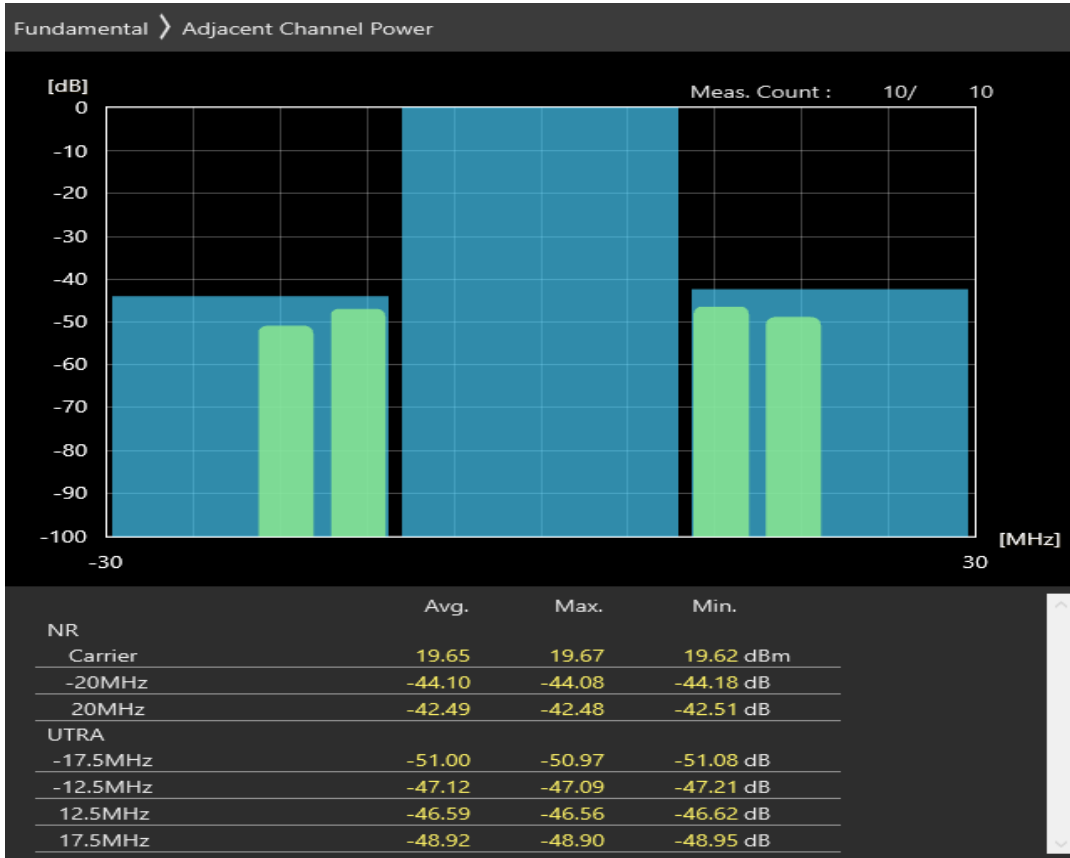 Fundamental ❭ Adjacent Channel Power
[dB]
Meas. Count : 10/ 10
0
-10
-20
-30
-40
-50
-60
-70
-80
-90
-100
[MHz]
-30 30
Avg. Max. Min.
NR
Carrier 19.65 19.67 19.62 dBm
-20MHz -44.10 -44.08 -44.18 dB
20MHz -42.49 -42.48 -42.51 dB
UTRA
-17.5MHz -51.00 -50.97 -51.08 dB
-12.5MHz -47.12 -47.09 -47.21 dB
12.5MHz -46.59 -46.56 -46.62 dB
17.5MHz -48.92 -48.90 -48.95 dB